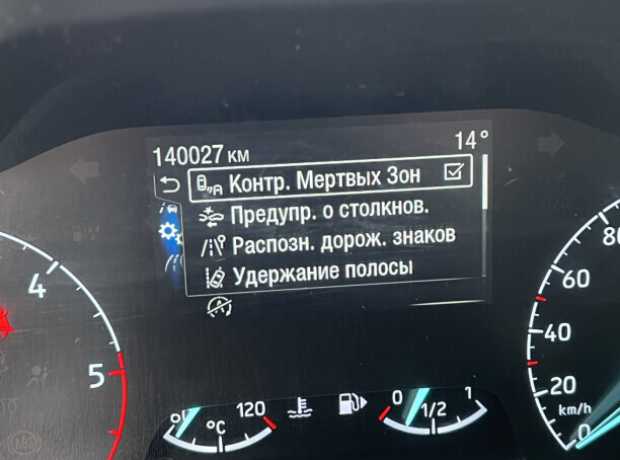 140027 км
14°
Контр. Мертвых Зон
Предупр. о столкнов.
Распозн. дорож. знаков
Удержание полосы
4
5
80
60
40
20
km/h
0
120
°C
0
1/2
1